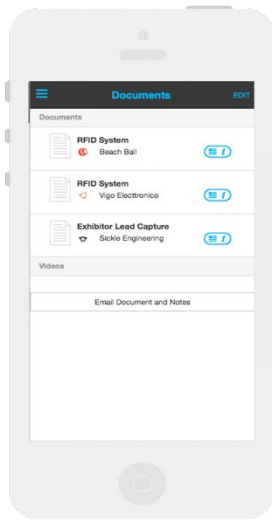 Documents EDIT
Documents
RFID System
Beach Ball
RFID System
Vigo Electtronico
Exhibitor Lead Capture
Sickle Engineering
Videos
Email Document and Notes